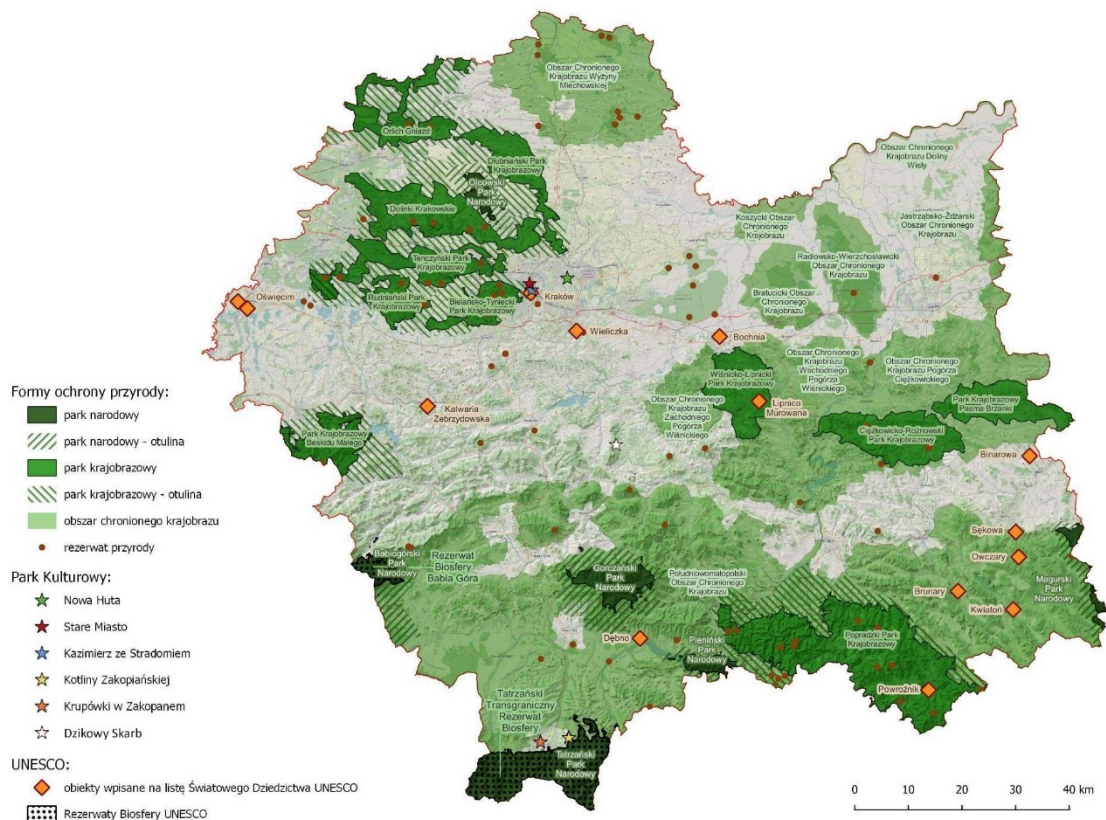 Obszar Chronionego
Krajobrazu Wyżyny
Miechowskiej
Orlich Gniazd
Dłubniański Park
Krajobrazowy
Ojcowski
Park
Narodowy
Dolinki Krakowskie
Tenczyński Park
Krajobrazowy
Rudniański Park
Krajobrazowy
Bielańsko-Tyniecki
Park Krajobrazowy
Obszar Chronionego
Krajobrazu Doliny
Wisły
Koszycki Obszar
Chronionego
Krajobrazu
Jastrząbsko-Żdżarski
Obszar Chronionego
Krajobrazu
Radłowsko-Wierzchosławicki
Obszar Chronionego
Krajobrazu
Bratucicki Obszar
Chronionego
Krajobrazu
Oświęcim
Kraków
Wieliczka
Bochnia
Obszar Chronionego
Krajobrazu
Wschodniego
Pogórza
Wiśnickiego
Obszar Chronionego
Krajobrazu Pogórza
Ciężkowickiego
Wiśnicko-Lipnicki
Park Krajobrazowy
Lipnica
Murowana
Obszar Chronionego
Krajobrazu
Zachodniego
Pogórza
Wiśnickiego
Park Krajobrazowy
Pasma Brzanki
Ciężkowicko-Rożnowski
Park Krajobrazowy
Kalwaria
Zebrzydowska
Park Krajobrazowy
Beskidu Małego
Binarowa
Sękowa
Owczary
Brunary
Kwiatoń
Magurski
Park
Narodowy
Babiogórski
Park
Narodowy
Rezerwat
Biosfery
Babia Góra
Gorczański
Park
Narodowy
Południowomałopolski
Obszar Chronionego
Krajobrazu
Dębno
Pieniński
Park
Narodowy
Popradzki Park
Krajobrazowy
Powroźnik
Tatrzański
Transgraniczny
Rezerwat
Biosfery
Tatrzański
Park
Narodowy
Formy ochrony przyrody:
park narodowy
park narodowy - otulina
park krajobrazowy
park krajobrazowy - otulina
obszar chronionego krajobrazu
rezerwat przyrody
Park Kulturowy:
Nowa Huta
Stare Miasto
Kazimierz ze Stradomiem
Kotliny Zakopiańskiej
Krupówki w Zakopanem
Dzikowy Skarb
UNESCO:
obiekty wpisane na listę Światowego Dziedzictwa UNESCO
Rezerwaty Biosfery UNESCO
0 10 20 30 40 km